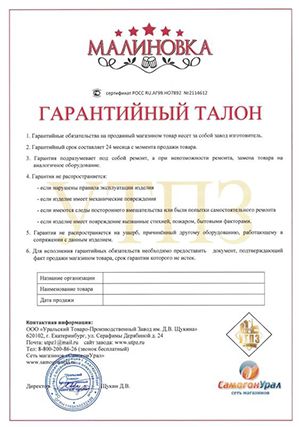 МАЛИНОВКА
сертификат РОСС RU.АГ98.Н07892 №2114612
ГАРАНТИЙНЫЙ ТАЛОН
1. Гарантийные обязательства на проданный магазином товар несет за собой завод изготовитель.
2. Гарантийный срок составляет 24 месяца с момента продажи товара.
3. Гарантия подразумевает под собой ремонт, а при невозможности ремонта, замена товара на
аналогичное оборудование.
4. Гарантия не распространяется:
- если нарушены правила эксплуатации изделия
- если изделие имеет механические повреждения
- если имеются следы постороннего вмешательства или были попытки самостоятельного ремонта
- если изделие имеет повреждения вызванные стихией, пожаром, бытовыми факторами.
5. Гарантия не распространяется на ущерб, причинённый другому оборудованию, работающему в
сопряжении с данным изделием.
6. Для исполнения гарантийных обязательств необходимо предоставить документ, подтверждающий
факт продажи магазином товара, срок гарантии которого не истек.
УТПЗ
Название организации
Наименование товара
Дата продажи
Контактная информация:
ООО «Уральский Товаро-Производственный Завод им. Д.В. Щукина»
620102, г. Екатеринбург, ул. Серафимы Дерябиной д. 24
Почта: utpz1@mail.ru сайт: www.utpz.ru
Тел: 8-800-200-86-26 (звонок бесплатный)
Сеть магазинов «СамогонУрал»
www.samogonural.ru
Директор Щукин Д.В.
УТПЗ
СамогонУрал
сеть магазинов